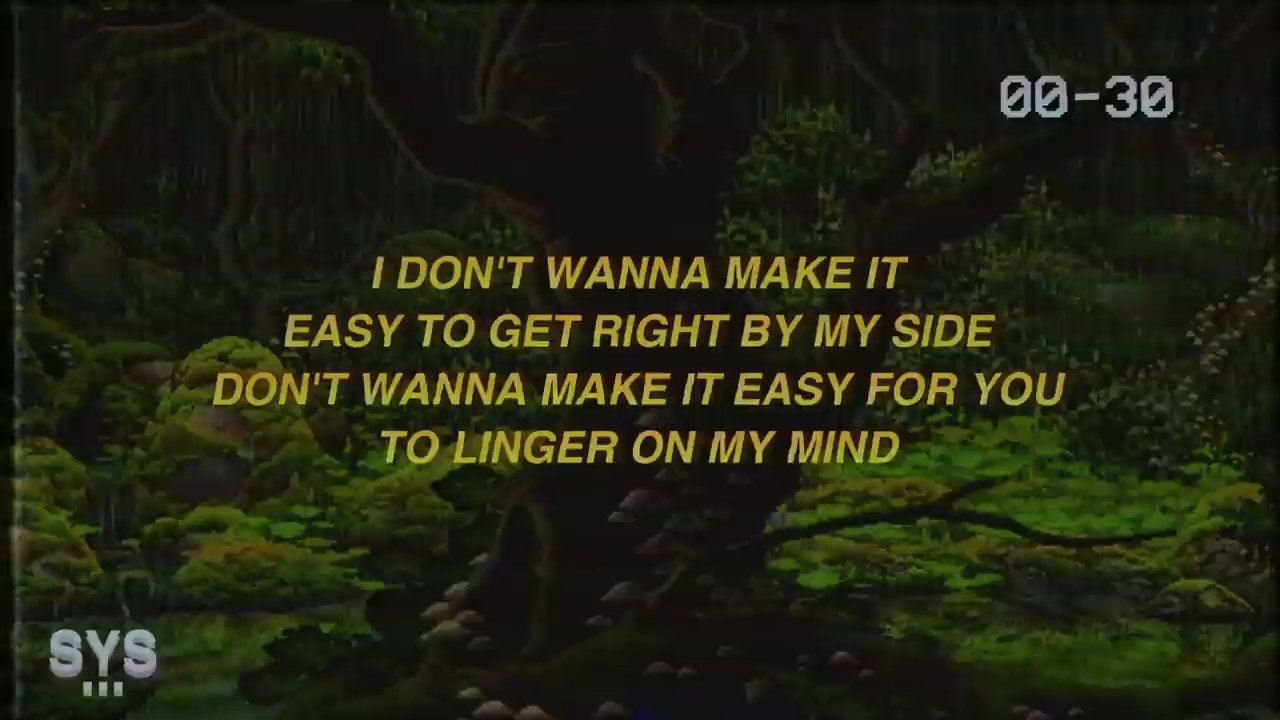 00-30
I DON'T WANNA MAKE IT
EASY TO GET RIGHT BY MY SIDE
DON'T WANNA MAKE IT EASY FOR YOU
TO LINGER ON MY MIND
SYS